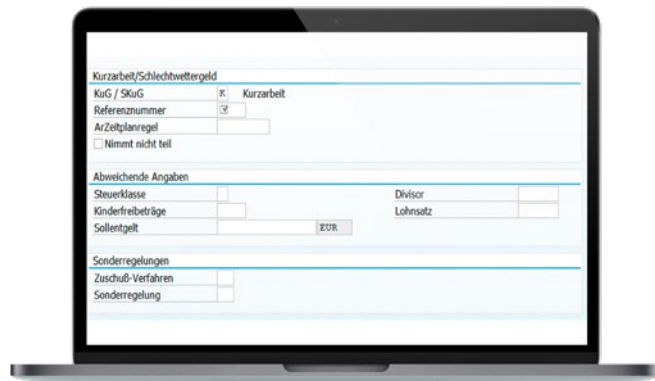 Kurzarbeit/Schlechtwettergeld
KuG / SKuG K Kurzarbeit
Referenznummer
ArZeitplanregel
Nimmt nicht teil
Abweichende Angaben
Steuerklasse Divisor
Kinderfreibeträge Lohnsatz
Sollentgelt EUR
Sonderregelungen
Zuschuß-Verfahren
Sonderregelung